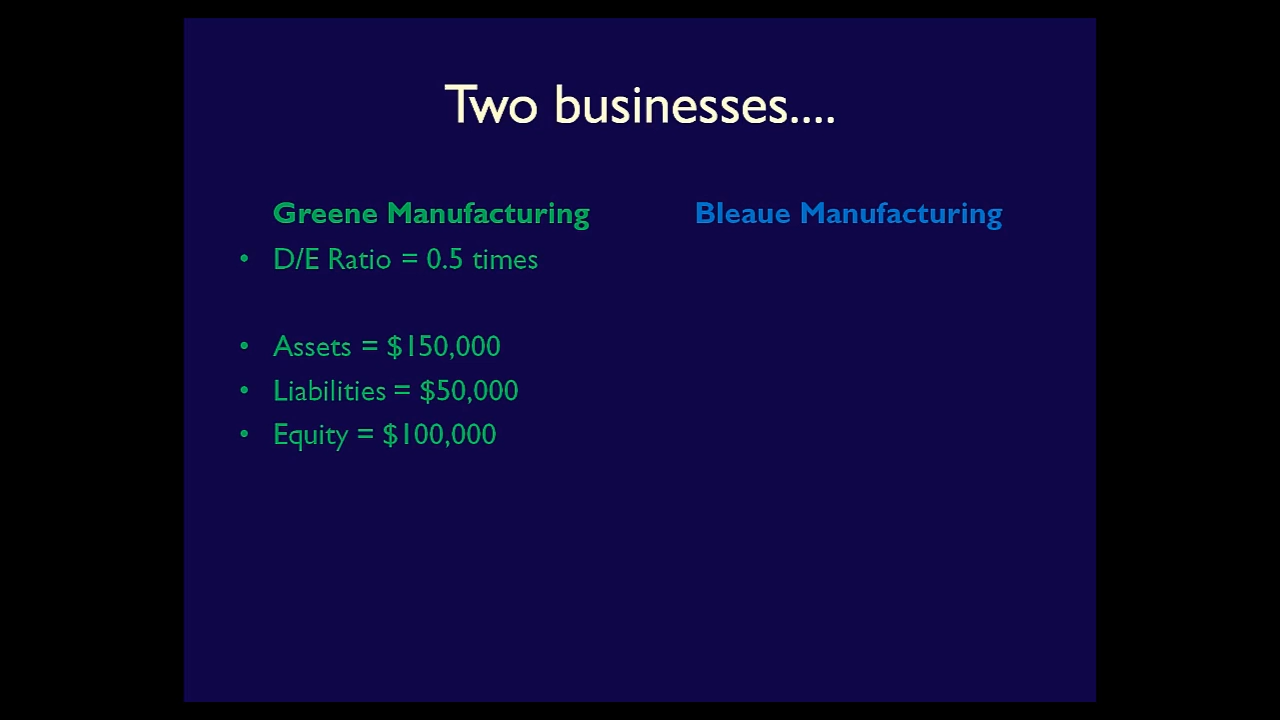 Two businesses....
Greene Manufacturing
• D/E Ratio = 0.5 times
• Assets = $150,000
• Liabilities = $50,000
• Equity = $100,000
Bleaue Manufacturing